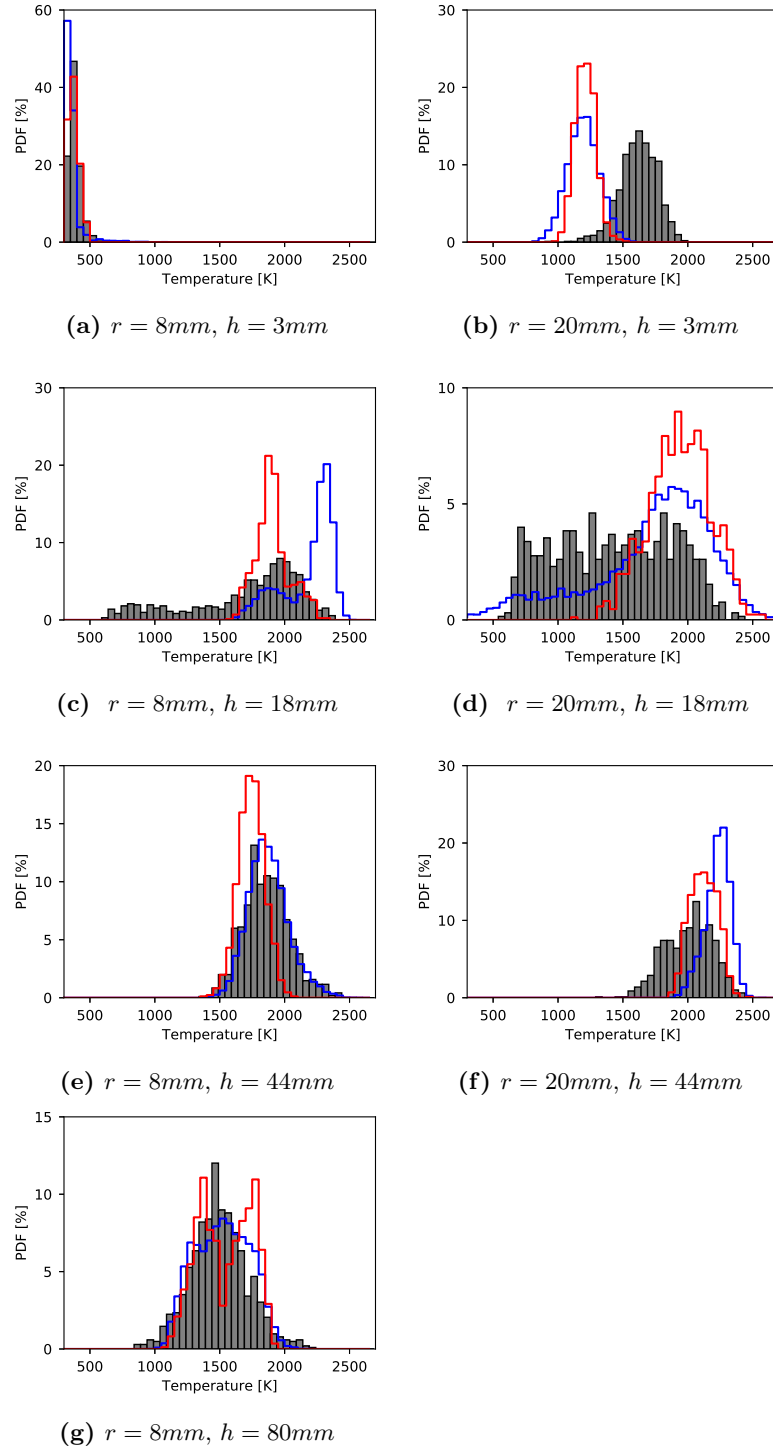 60
40
20
0
PDF [%]
500 1000 1500 2000 2500
Temperature [K]
(a) r = 8mm, h = 3mm
30
20
10
0
PDF [%]
500 1000 1500 2000 2500
Temperature [K]
(b) r = 20mm, h = 3mm
30
20
10
0
PDF [%]
500 1000 1500 2000 2500
Temperature [K]
(c) r = 8mm, h = 18mm
10
5
0
PDF [%]
500 1000 1500 2000 2500
Temperature [K]
(d) r = 20mm, h = 18mm
20
15
10
5
0
PDF [%]
500 1000 1500 2000 2500
Temperature [K]
(e) r = 8mm, h = 44mm
30
20
10
0
PDF [%]
500 1000 1500 2000 2500
Temperature [K]
(f) r = 20mm, h = 44mm
15
10
5
0
PDF [%]
500 1000 1500 2000 2500
Temperature [K]
(g) r = 8mm, h = 80mm